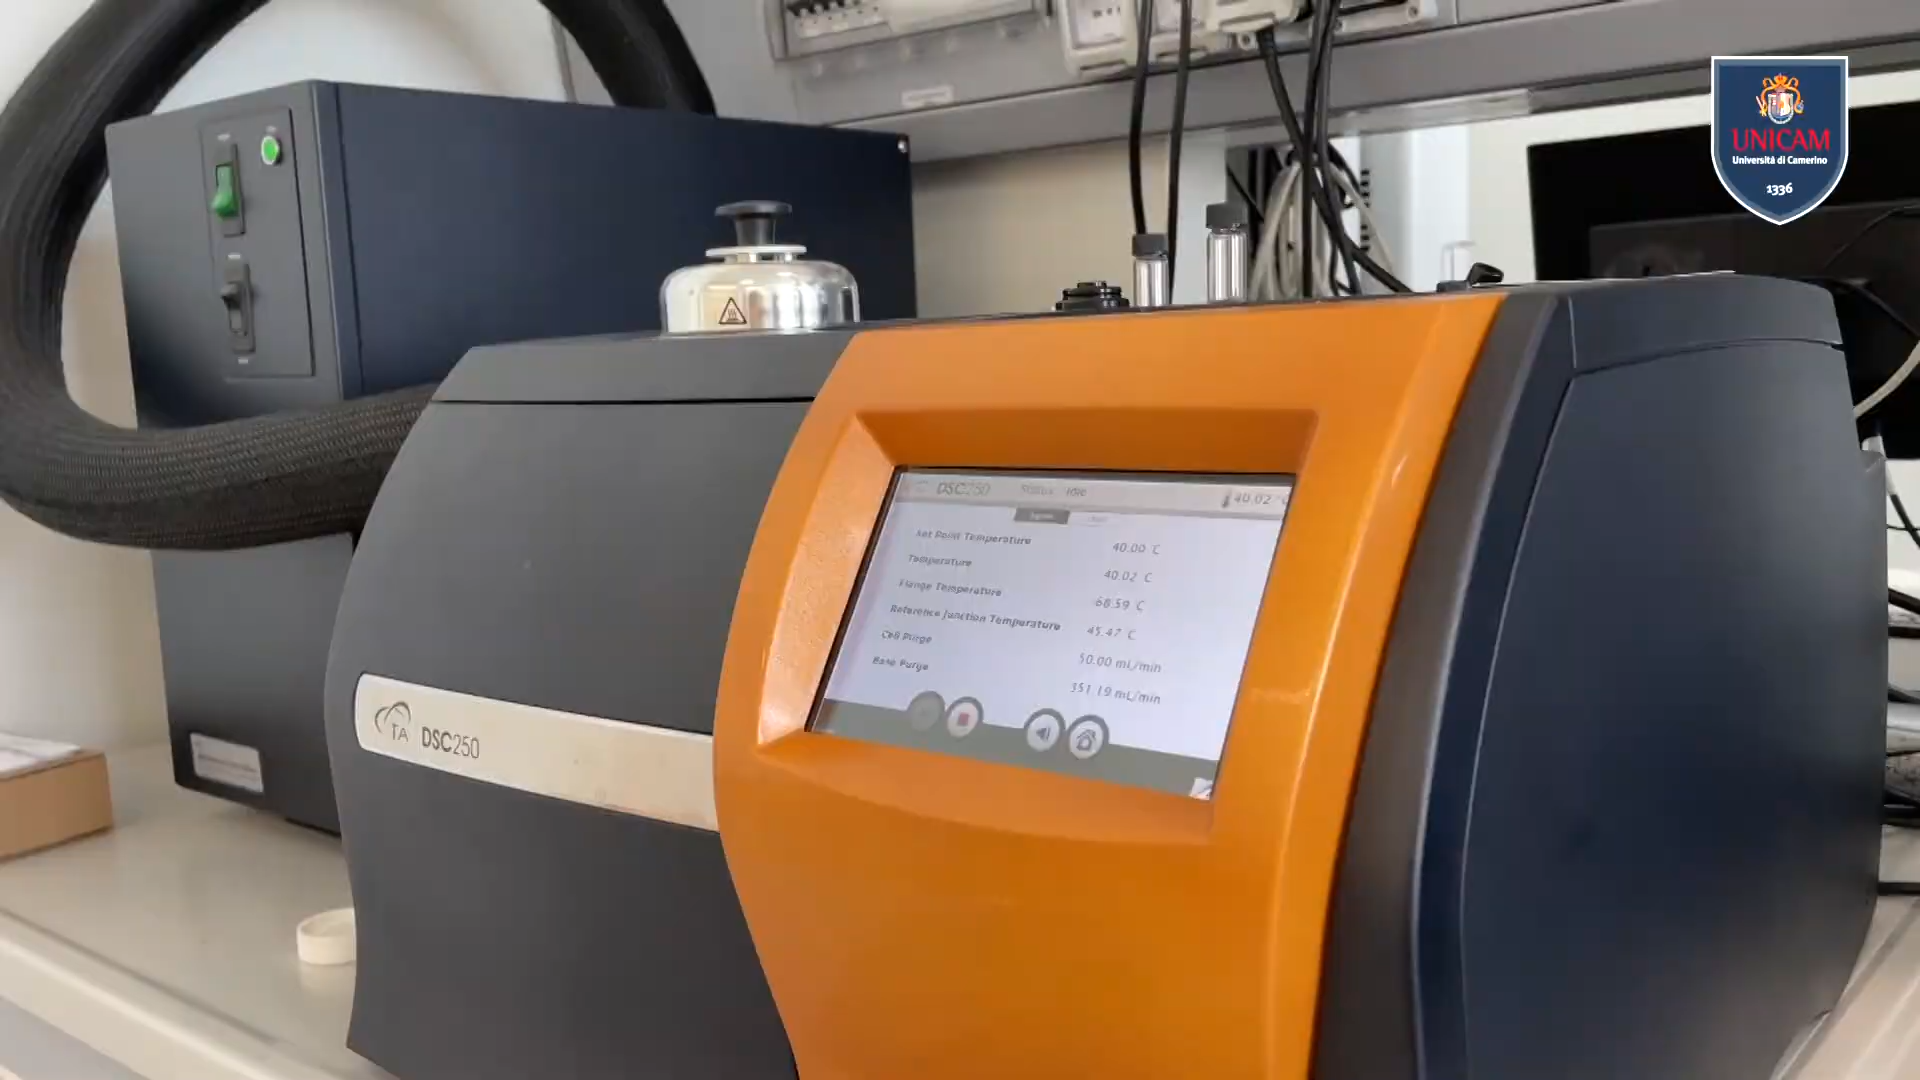 UNICAM
Università di Camerino
1336
DSC250 Status: Idle 40.02 °C
Set Point Temperature 40.00 °C
Temperature 40.02 °C
Flange Temperature -68.59 °C
Reference Junction Temperature 45.47 °C
Cell Purge 50.00 mL/min
Base Purge 351.19 mL/min
TA DSC250